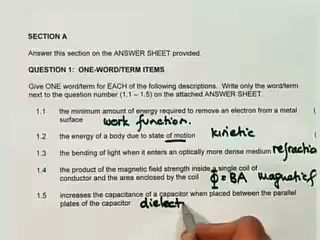 SECTION A
Answer this section on the ANSWER SHEET provided.
QUESTION 1: ONE-WORD/TERM ITEMS
Give ONE word/term for EACH of the following descriptions. Write only the word/term
next to the question number (1.1 – 1.5) on the attached ANSWER SHEET.
1.1 the minimum amount of energy required to remove an electron from a metal (
surface work function.
1.2 the energy of a body due to state of motion kinetic (
1.3 the bending of light when it enters an optically more dense medium refractio
1.4 the product of the magnetic field strength inside a single coil of
conductor and the area enclosed by the coil Φ=BA magnetic f
1.5 increases the capacitance of a capacitor when placed between the parallel
plates of the capacitor dielect